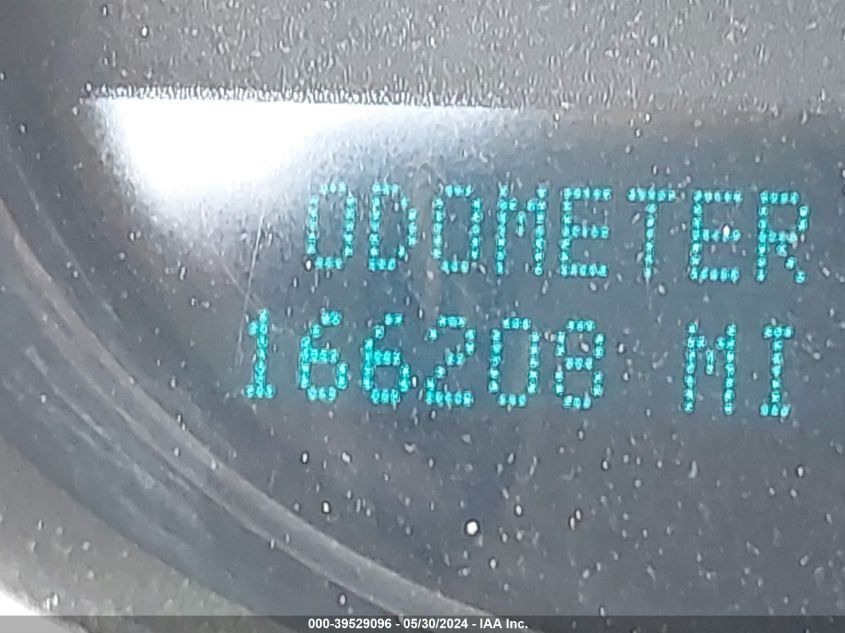 ODOMETER
166208 MI
000-39529096 - 05/30/2024 - IAA Inc.